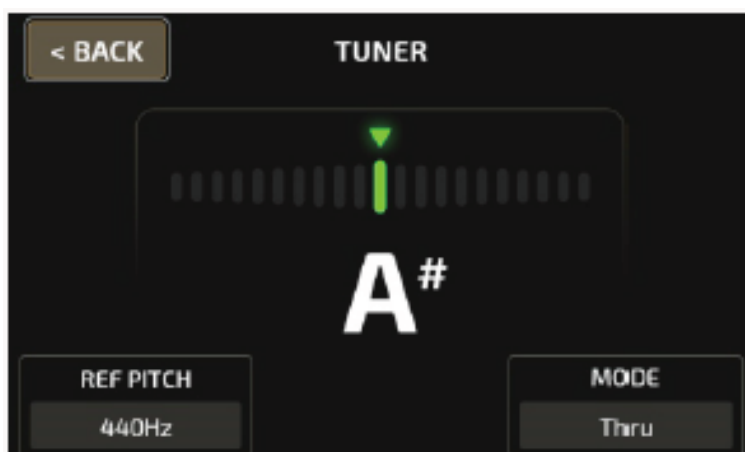 < BACK
TUNER
A#
REF PITCH
MODE
440Hz
Thru